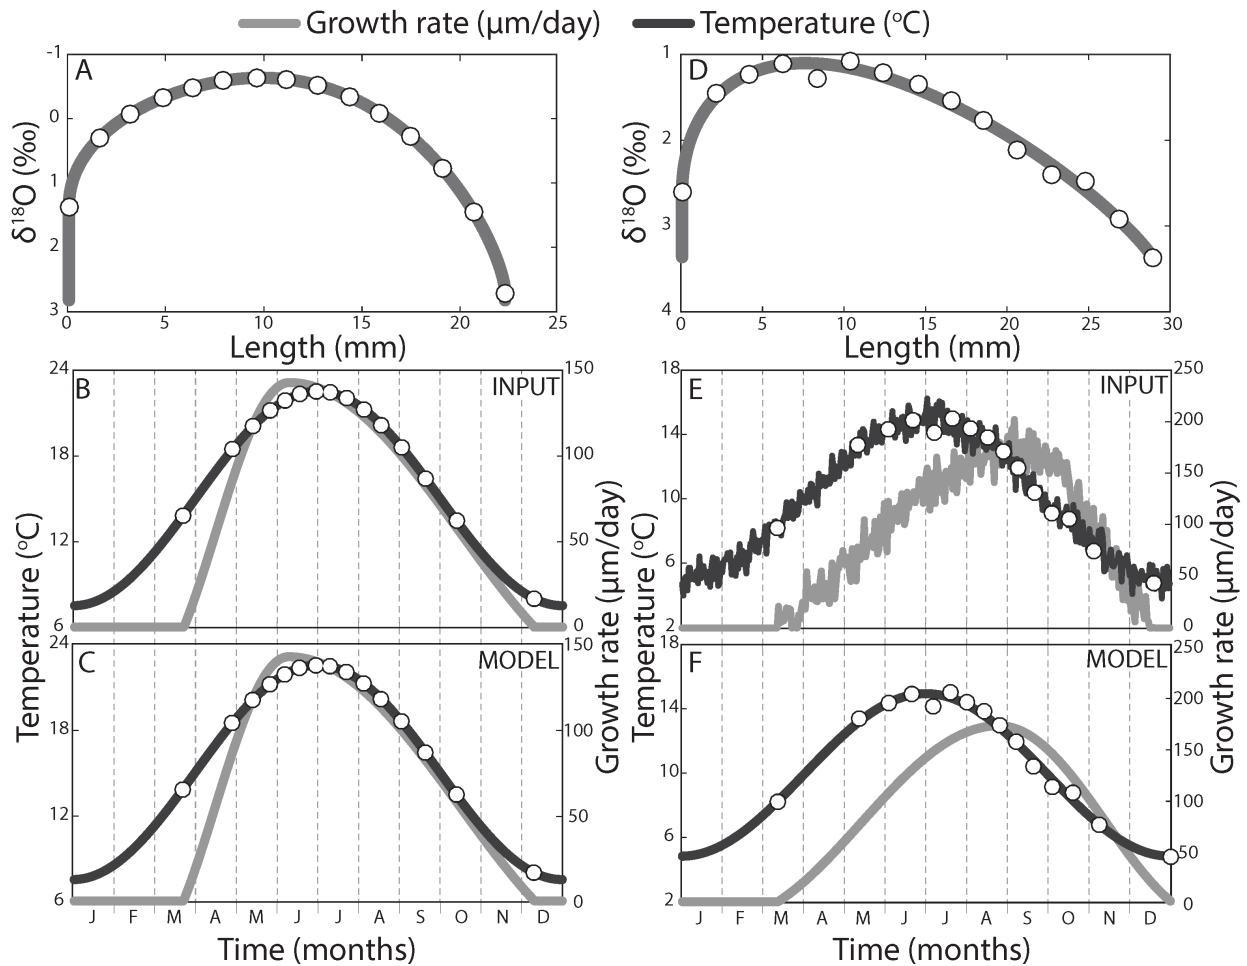 Growth rate (µm/day) Temperature (°C)
A
-1
0
1
2
3
δ18O (‰)
0 5 10 15 20 25
Length (mm)
D
1
2
3
4
δ18O (‰)
0 5 10 15 20 25 30
Length (mm)
B INPUT
24
18
12
6
150
100
50
0
E INPUT
18
14
10
6
2
250
200
150
100
50
0
C MODEL
24
18
12
6
150
100
50
0
Temperature (°C)
Growth rate (µm/day)
J F M A M J J A S O N D
Time (months)
F MODEL
18
14
10
6
2
250
200
150
100
50
0
Temperature (°C)
Growth rate (µm/day)
J F M A M J J A S O N D
Time (months)